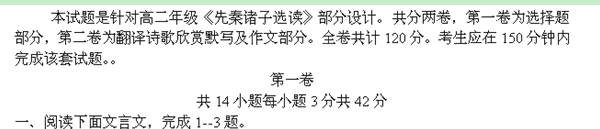 本试题是针对高二年级《先秦诸子选读》部分设计。共分两卷，第一卷为选择题
部分，第二卷为翻译诗歌欣赏默写及作文部分。全卷共计 120 分。考生应在 150 分钟内
完成该套试题。。
第一卷
共 14 小题每小题 3 分共 42 分
一、阅读下面文言文，完成 1--3 题。